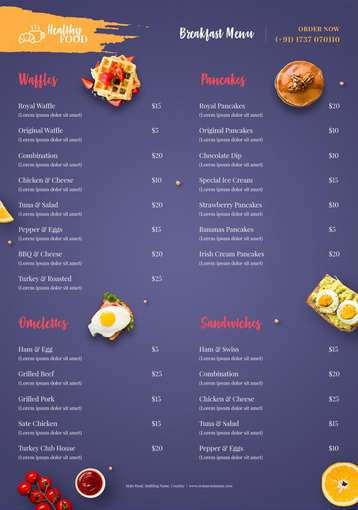 Healthy
FOOD
Breakfast Menu
ORDER NOW
(+91) 1737 070110
Waffles
Royal Waffle $15
(Lorem ipsum dolor sit amet)
Original Waffle $5
(Lorem ipsum dolor sit amet)
Combination $20
(Lorem ipsum dolor sit amet)
Chicken & Cheese $10
(Lorem ipsum dolor sit amet)
Tuna & Salad $20
(Lorem ipsum dolor sit amet)
Pepper & Eggs $15
(Lorem ipsum dolor sit amet)
BBQ & Cheese $20
(Lorem ipsum dolor sit amet)
Turkey & Roasted $25
(Lorem ipsum dolor sit amet)
Pancakes
Royal Pancakes $20
(Lorem ipsum dolor sit amet)
Original Pancakes $10
(Lorem ipsum dolor sit amet)
Chocolate Dip $10
(Lorem ipsum dolor sit amet)
Special Ice Cream $15
(Lorem ipsum dolor sit amet)
Strawberry Pancakes $10
(Lorem ipsum dolor sit amet)
Bananas Pancakes $5
(Lorem ipsum dolor sit amet)
Irish Cream Pancakes $20
(Lorem ipsum dolor sit amet)
Omelettes
Ham & Egg $5
(Lorem ipsum dolor sit amet)
Grilled Beef $25
(Lorem ipsum dolor sit amet)
Grilled Pork $15
(Lorem ipsum dolor sit amet)
Sate Chicken $15
(Lorem ipsum dolor sit amet)
Turkey Club House $20
(Lorem ipsum dolor sit amet)
Sandwiches
Ham & Swiss $15
(Lorem ipsum dolor sit amet)
Combination $20
(Lorem ipsum dolor sit amet)
Chicken & Cheese $25
(Lorem ipsum dolor sit amet)
Tuna & Salad $15
(Lorem ipsum dolor sit amet)
Pepper & Eggs $10
(Lorem ipsum dolor sit amet)
Main Road, Building Name, Country |